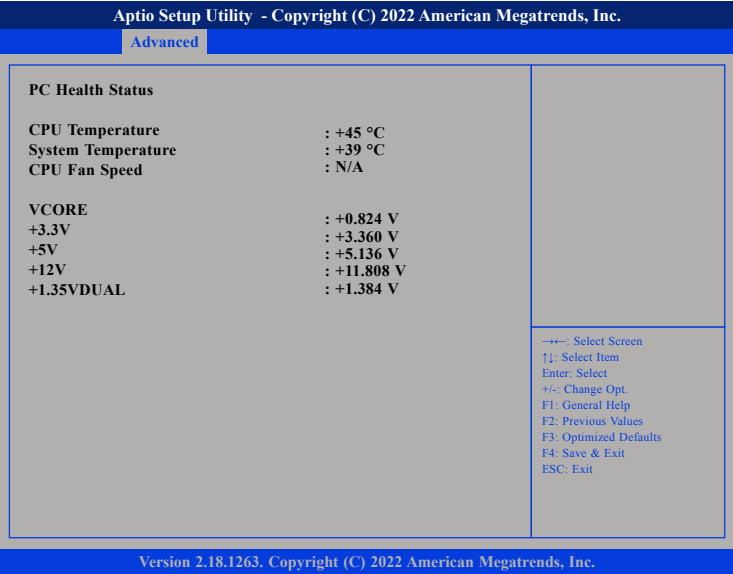 Aptio Setup Utility - Copyright (C) 2022 American Megatrends, Inc.
Advanced
PC Health Status
CPU Temperature : +45 °C
System Temperature : +39 °C
CPU Fan Speed : N/A
VCORE : +0.824 V
+3.3V : +3.360 V
+5V : +5.136 V
+12V : +11.808 V
+1.35VDUAL : +1.384 V
→←: Select Screen
↑↓: Select Item
Enter: Select
+/-: Change Opt.
F1: General Help
F2: Previous Values
F3: Optimized Defaults
F4: Save & Exit
ESC: Exit
Version 2.18.1263. Copyright (C) 2022 American Megatrends, Inc.